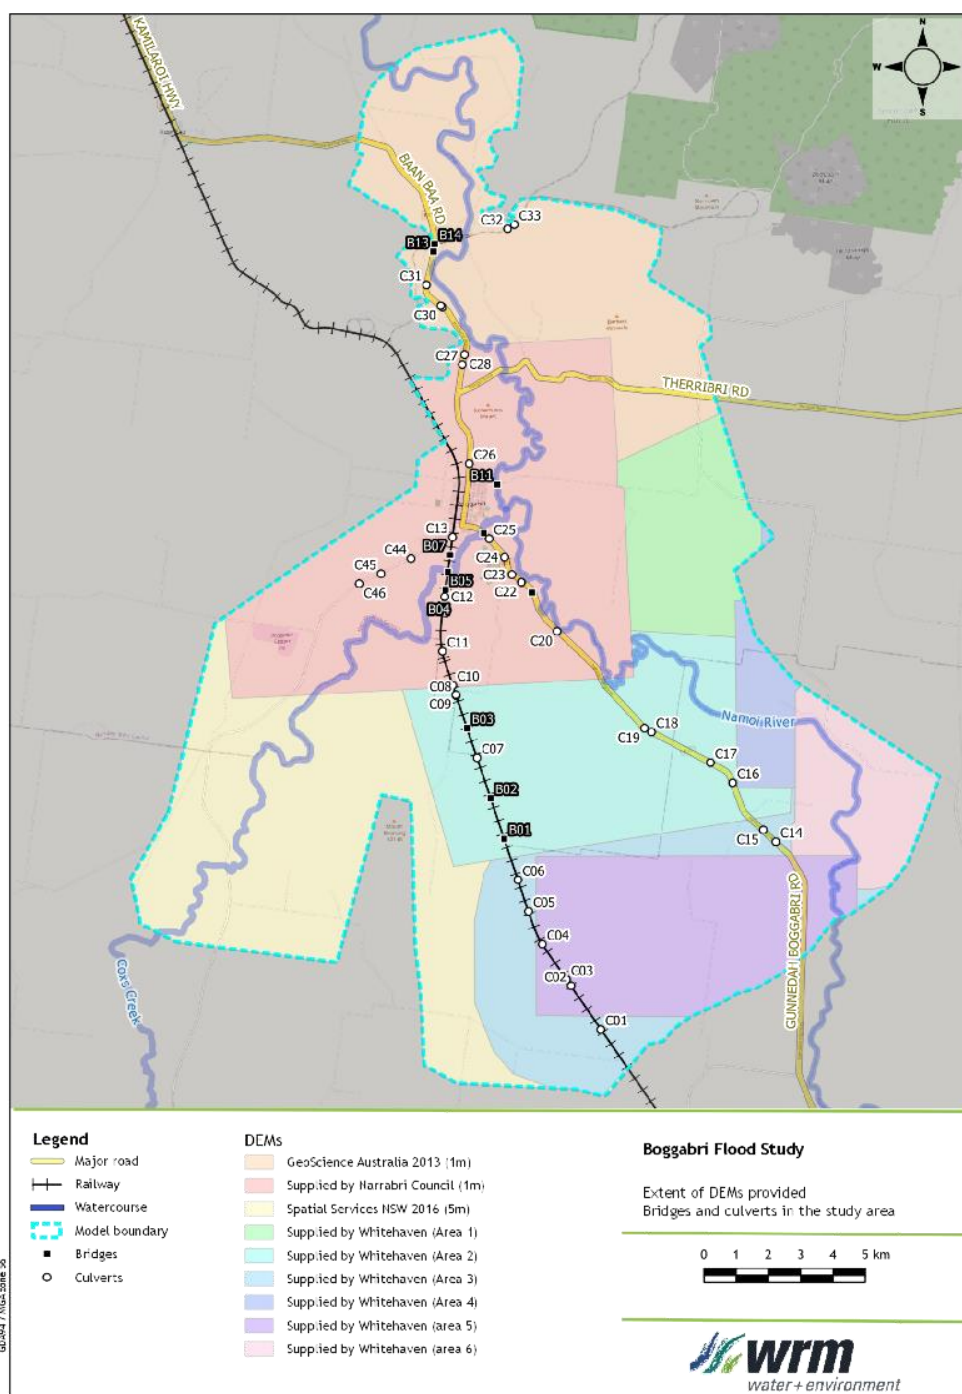 N
W
E
S
KAMILAROI HWY
BAAN BAA RD
C32
C33
B13
B14
C31
C30
C27
C28
THERRIBRI RD
C26
B11
C13
C25
B07
C44
C24
C45
C23
B05
C46
C12
C22
B04
C20
C11
C10
C08
C09
B03
C18
C19
Namoi River
C07
C17
C16
B02
B01
C15
C14
C06
C05
GUNNEDAH BOGGABRI RD
C04
C03
C02
Coxs Creek
C01
Legend
Major road
Railway
Watercourse
Model boundary
Bridges
Culverts
DEMs
GeoScience Australia 2013 (1m)
Supplied by Narrabri Council (1m)
Spatial Services NSW 2016 (5m)
Supplied by Whitehaven (Area 1)
Supplied by Whitehaven (Area 2)
Supplied by Whitehaven (Area 3)
Supplied by Whitehaven (Area 4)
Supplied by Whitehaven (area 5)
Supplied by Whitehaven (area 6)
Boggabri Flood Study
Extent of DEMs provided
Bridges and culverts in the study area
0 1 2 3 4 5 km
wrm
water + environment
GDA94 / MGA zone 56